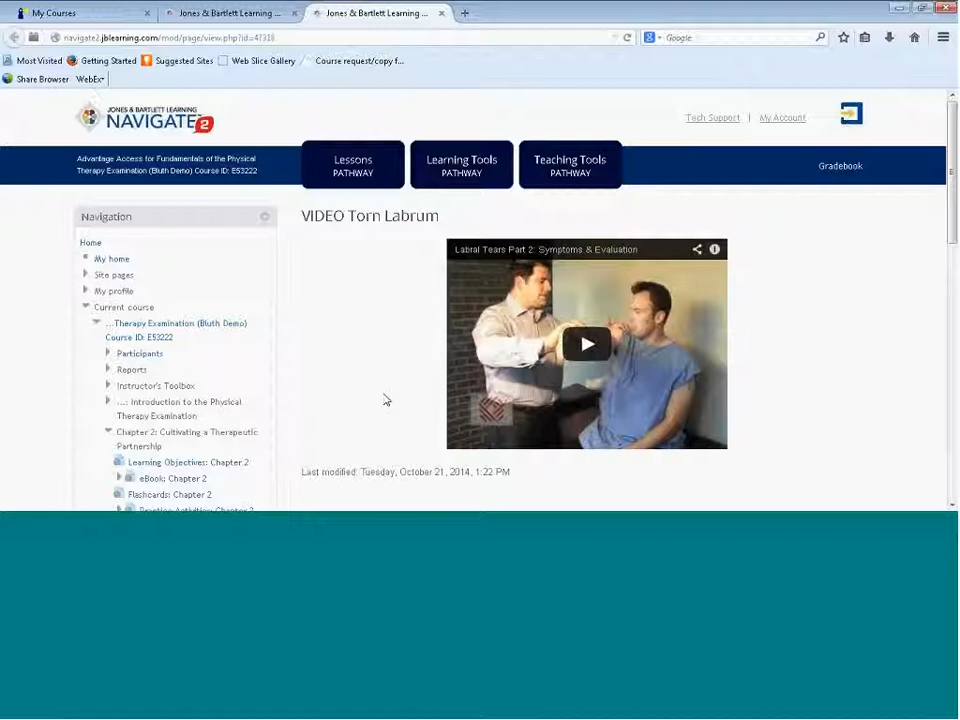 My Courses
Jones & Bartlett Learning ...
Jones & Bartlett Learning ...
navigate2.jblearning.com/mod/page/view.php?id=47318
Google
Most Visited
Getting Started
Suggested Sites
Web Slice Gallery
Course request/copy f...
Share Browser
WebEx
JONES & BARTLETT LEARNING
NAVIGATE 2
Tech Support | My Account
Advantage Access for Fundamentals of the Physical
Therapy Examination (Bluth Demo) Course ID: E53222
Lessons
PATHWAY
Learning Tools
PATHWAY
Teaching Tools
PATHWAY
Gradebook
Navigation
VIDEO Torn Labrum
Labral Tears Part 2: Symptoms & Evaluation
Home
My home
Site pages
My profile
Current course
...Therapy Examination (Bluth Demo)
Course ID: E53222
Participants
Reports
Instructor's Toolbox
...: Introduction to the Physical
Therapy Examination
Chapter 2: Cultivating a Therapeutic
Partnership
Learning Objectives: Chapter 2
eBook: Chapter 2
Flashcards: Chapter 2
Practice Activities: Chapter 2
Last modified: Tuesday, October 21, 2014, 1:22 PM